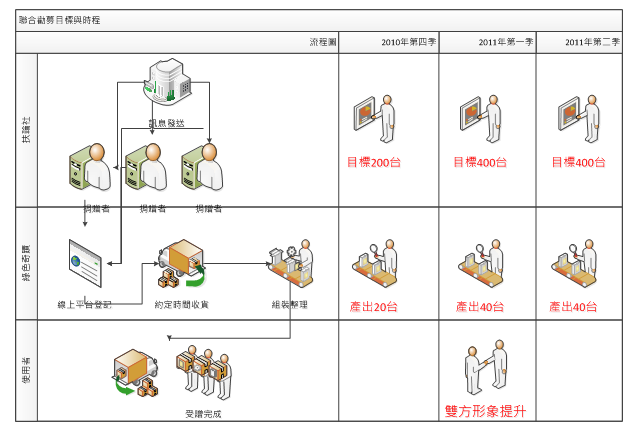 聯合勸募目標與時程
流程圖
2010年第四季
2011年第一季
2011年第二季
扶輪社
訊息發送
捐贈者
捐贈者
捐贈者
目標200台
目標400台
目標400台
綠色奇蹟
線上平台登記
約定時間收貨
組裝整理
產出20台
產出40台
產出40台
使用者
受贈完成
雙方形象提升